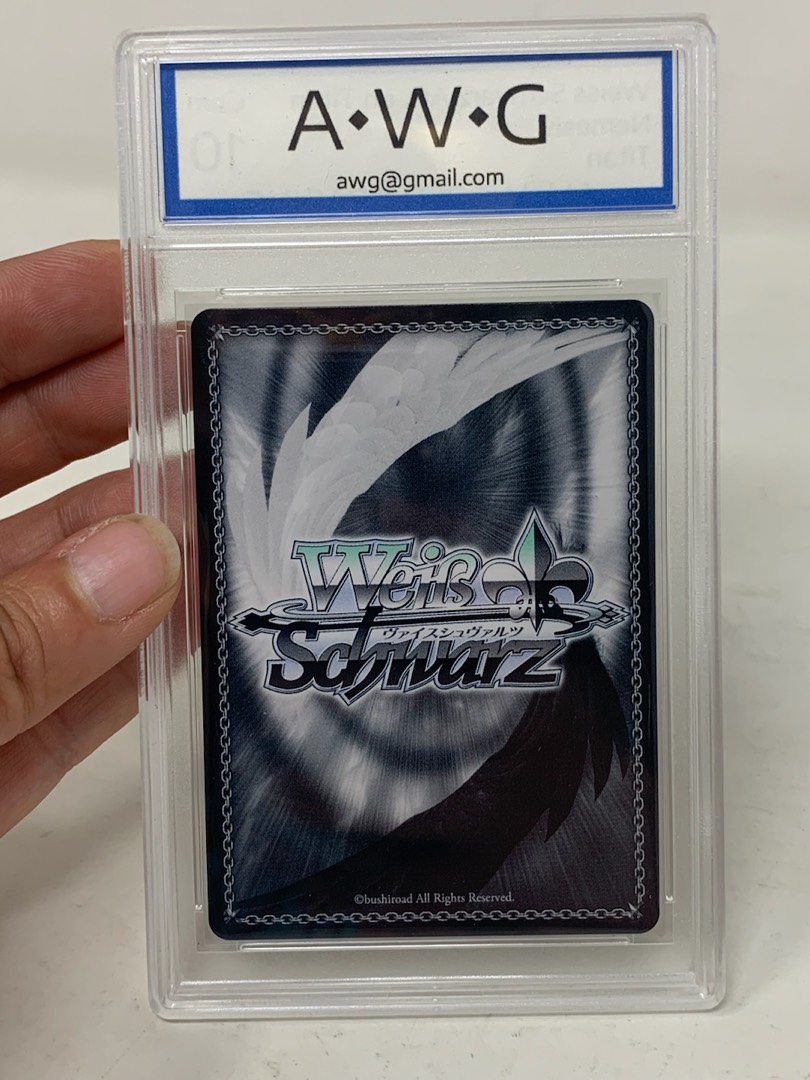 A♦W♦G
awg@gmail.com
Weiß
ヴァイスシュヴァルツ
Schwarz
©bushiroad All Rights Reserved.